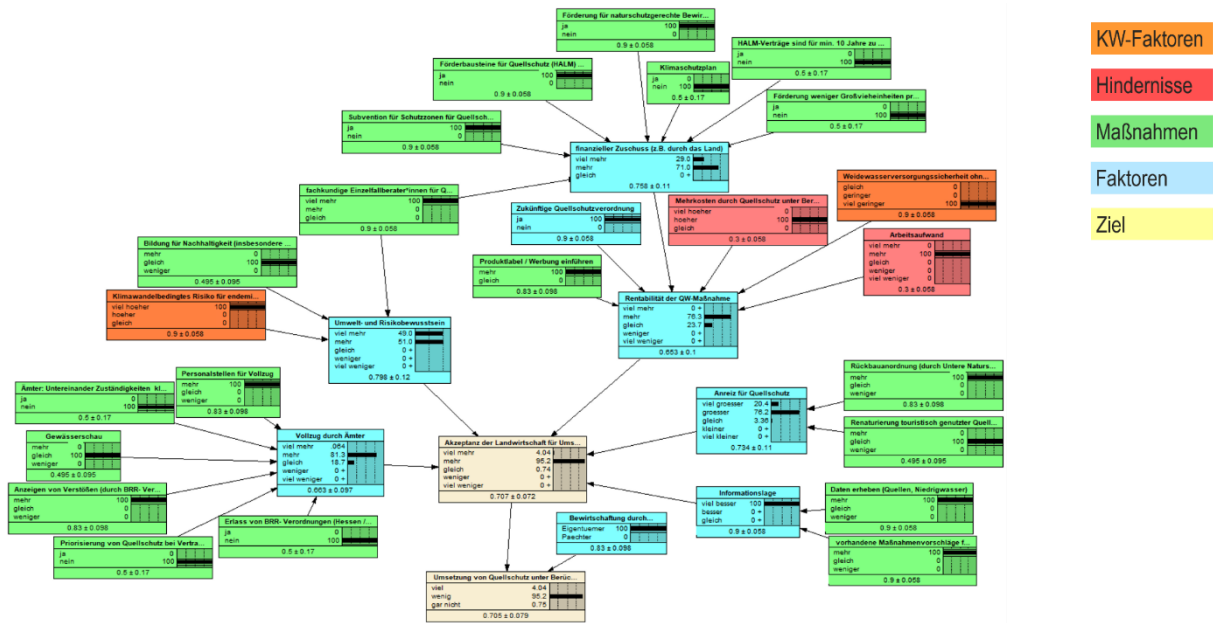 Förderung für naturschutzgerechte Bewir...
ja 100
nein 0
0.9 ± 0.058
HALM-Verträge sind für min. 10 Jahre zu ...
ja 0
nein 100
0.5 ± 0.17
Förderbausteine für Quellschutz (HALM) ...
ja 100
nein 0
0.9 ± 0.058
Klimaschutzplan
ja 0
nein 100
0.5 ± 0.17
Förderung weniger Großvieheinheiten pr...
ja 0
nein 100
0.5 ± 0.17
Subvention für Schutzzonen für Quellsch...
ja 100
nein 0
0.9 ± 0.058
finanzieller Zuschuss (z.B. durch das Land)
viel mehr 29.0
mehr 71.0
gleich 0 +
0.758 ± 0.11
fachkundige Einzelfallberater*innen für Q...
viel mehr 100
mehr 0
gleich 0
0.9 ± 0.058
Zukünftige Quellschutzverordnung
ja 100
nein 0
0.9 ± 0.058
Mehrkosten durch Quellschutz unter Ber...
viel hoeher 0
hoeher 100
gleich 0
0.3 ± 0.058
Weidewasserversorgungssicherheit ohn...
gleich 0
geringer 0
viel geringer 100
0.9 ± 0.058
Arbeitsaufwand
viel mehr 0
mehr 100
gleich 0
weniger 0
viel weniger 0
0.3 ± 0.058
Bildung für Nachhaltigkeit (insbesondere ...
mehr 0
gleich 100
weniger 0
0.495 ± 0.095
Produktlabel / Werbung einführen
mehr 100
gleich 0
0.83 ± 0.098
Klimawandelbedingtes Risiko für endemi...
viel hoeher 100
hoeher 0
gleich 0
0.9 ± 0.058
Umwelt- und Risikobewusstsein
viel mehr 49.0
mehr 51.0
gleich 0 +
weniger 0 +
viel weniger 0 +
0.798 ± 0.12
Rentabilität der QW-Maßnahme
viel mehr 0 +
mehr 76.3
gleich 23.7
weniger 0 +
viel weniger 0 +
0.653 ± 0.1
Personalstellen für Vollzug
mehr 100
gleich 0
weniger 0
0.83 ± 0.098
Ämter: Untereinander Zuständigkeiten kl...
ja 0
nein 100
0.5 ± 0.17
Gewässerschau
mehr 0
gleich 100
weniger 0
0.495 ± 0.095
Vollzug durch Ämter
viel mehr .064
mehr 81.3
gleich 18.7
weniger 0 +
viel weniger 0 +
0.663 ± 0.097
Anzeigen von Verstößen (durch BRR- Ver...
mehr 100
gleich 0
weniger 0
0.83 ± 0.098
Erlass von BRR- Verordnungen (Hessen /...
ja 0
nein 100
0.5 ± 0.17
Priorisierung von Quellschutz bei Vertra...
ja 0
nein 100
0.5 ± 0.17
Akzeptanz der Landwirtschaft für Ums...
viel mehr 4.04
mehr 95.2
gleich 0.74
weniger 0 +
viel weniger 0 +
0.707 ± 0.072
Anreiz für Quellschutz
viel groesser 20.4
groesser 76.2
gleich 3.36
kleiner 0 +
viel kleiner 0 +
0.734 ± 0.11
Rückbauanordnung (durch Untere Naturs...
mehr 100
gleich 0
weniger 0
0.83 ± 0.098
Renaturierung touristisch genutzter Quell...
mehr 0
gleich 100
weniger 0
0.495 ± 0.095
Informationslage
viel besser 100
besser 0 +
gleich 0 +
0.9 ± 0.058
Daten erheben (Quellen, Niedrigwasser)
mehr 100
gleich 0
weniger 0
0.9 ± 0.058
vorhandene Maßnahmenvorschläge f...
mehr 100
gleich 0
weniger 0
0.9 ± 0.058
Bewirtschaftung durch...
Eigentuemer 100
Paechter 0
0.83 ± 0.098
Umsetzung von Quellschutz unter Berüc...
viel 4.04
wenig 95.2
gar nicht 0.75
0.705 ± 0.079
KW-Faktoren
Hindernisse
Maßnahmen
Faktoren
Ziel